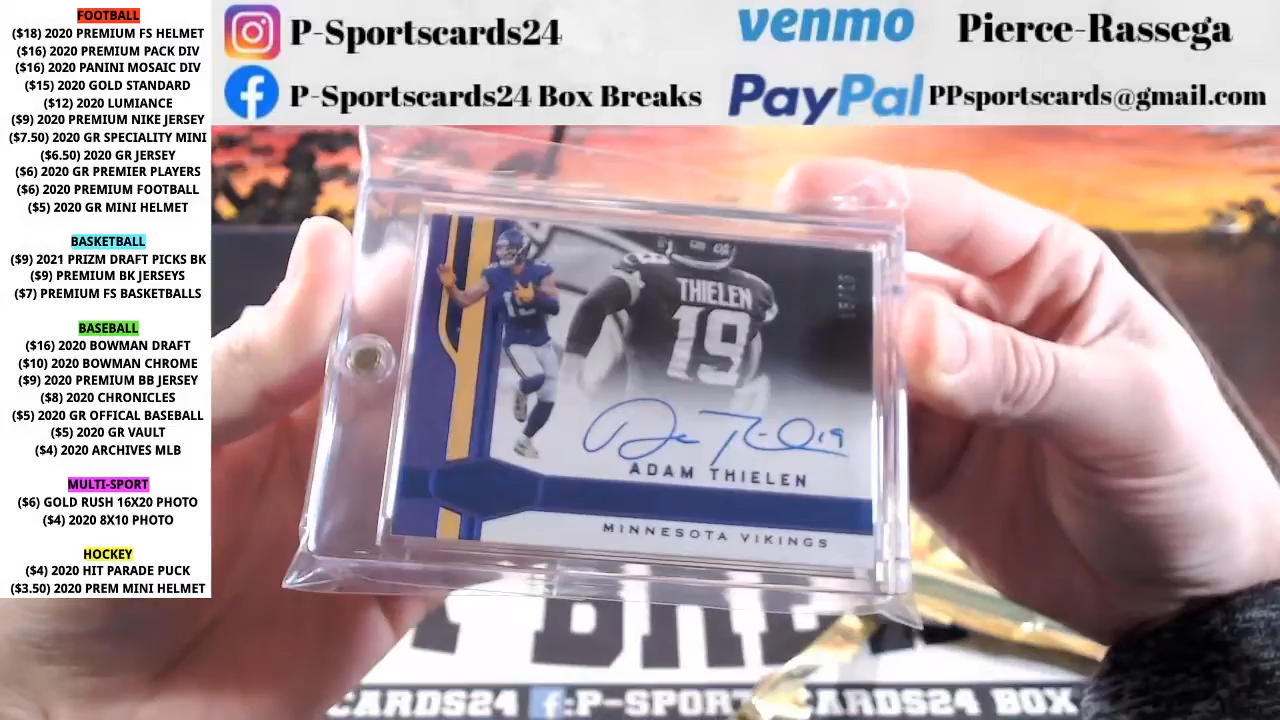 FOOTBALL
($18) 2020 PREMIUM FS HELMET
($16) 2020 PREMIUM PACK DIV
($16) 2020 PANINI MOSAIC DIV
($15) 2020 GOLD STANDARD
($12) 2020 LUMIANCE
($9) 2020 PREMIUM NIKE JERSEY
($7.50) 2020 GR SPECIALITY MINI
($6.50) 2020 GR JERSEY
($6) 2020 GR PREMIER PLAYERS
($6) 2020 PREMIUM FOOTBALL
($5) 2020 GR MINI HELMET
BASKETBALL
($9) 2021 PRIZM DRAFT PICKS BK
($9) PREMIUM BK JERSEYS
($7) PREMIUM FS BASKETBALLS
BASEBALL
($16) 2020 BOWMAN DRAFT
($10) 2020 BOWMAN CHROME
($9) 2020 PREMIUM BB JERSEY
($8) 2020 CHRONICLES
($5) 2020 GR OFFICAL BASEBALL
($5) 2020 GR VAULT
($4) 2020 ARCHIVES MLB
MULTI-SPORT
($6) GOLD RUSH 16X20 PHOTO
($4) 2020 8X10 PHOTO
HOCKEY
($4) 2020 HIT PARADE PUCK
($3.50) 2020 PREM MINI HELMET
P-Sportscards24
P-Sportscards24 Box Breaks
venmo Pierce-Rassega
PayPal PPsportscards@gmail.com
THIELEN
19
ADAM THIELEN
MINNESOTA VIKINGS
CARDS24 f:P-SPORTSCARDS24 BOX